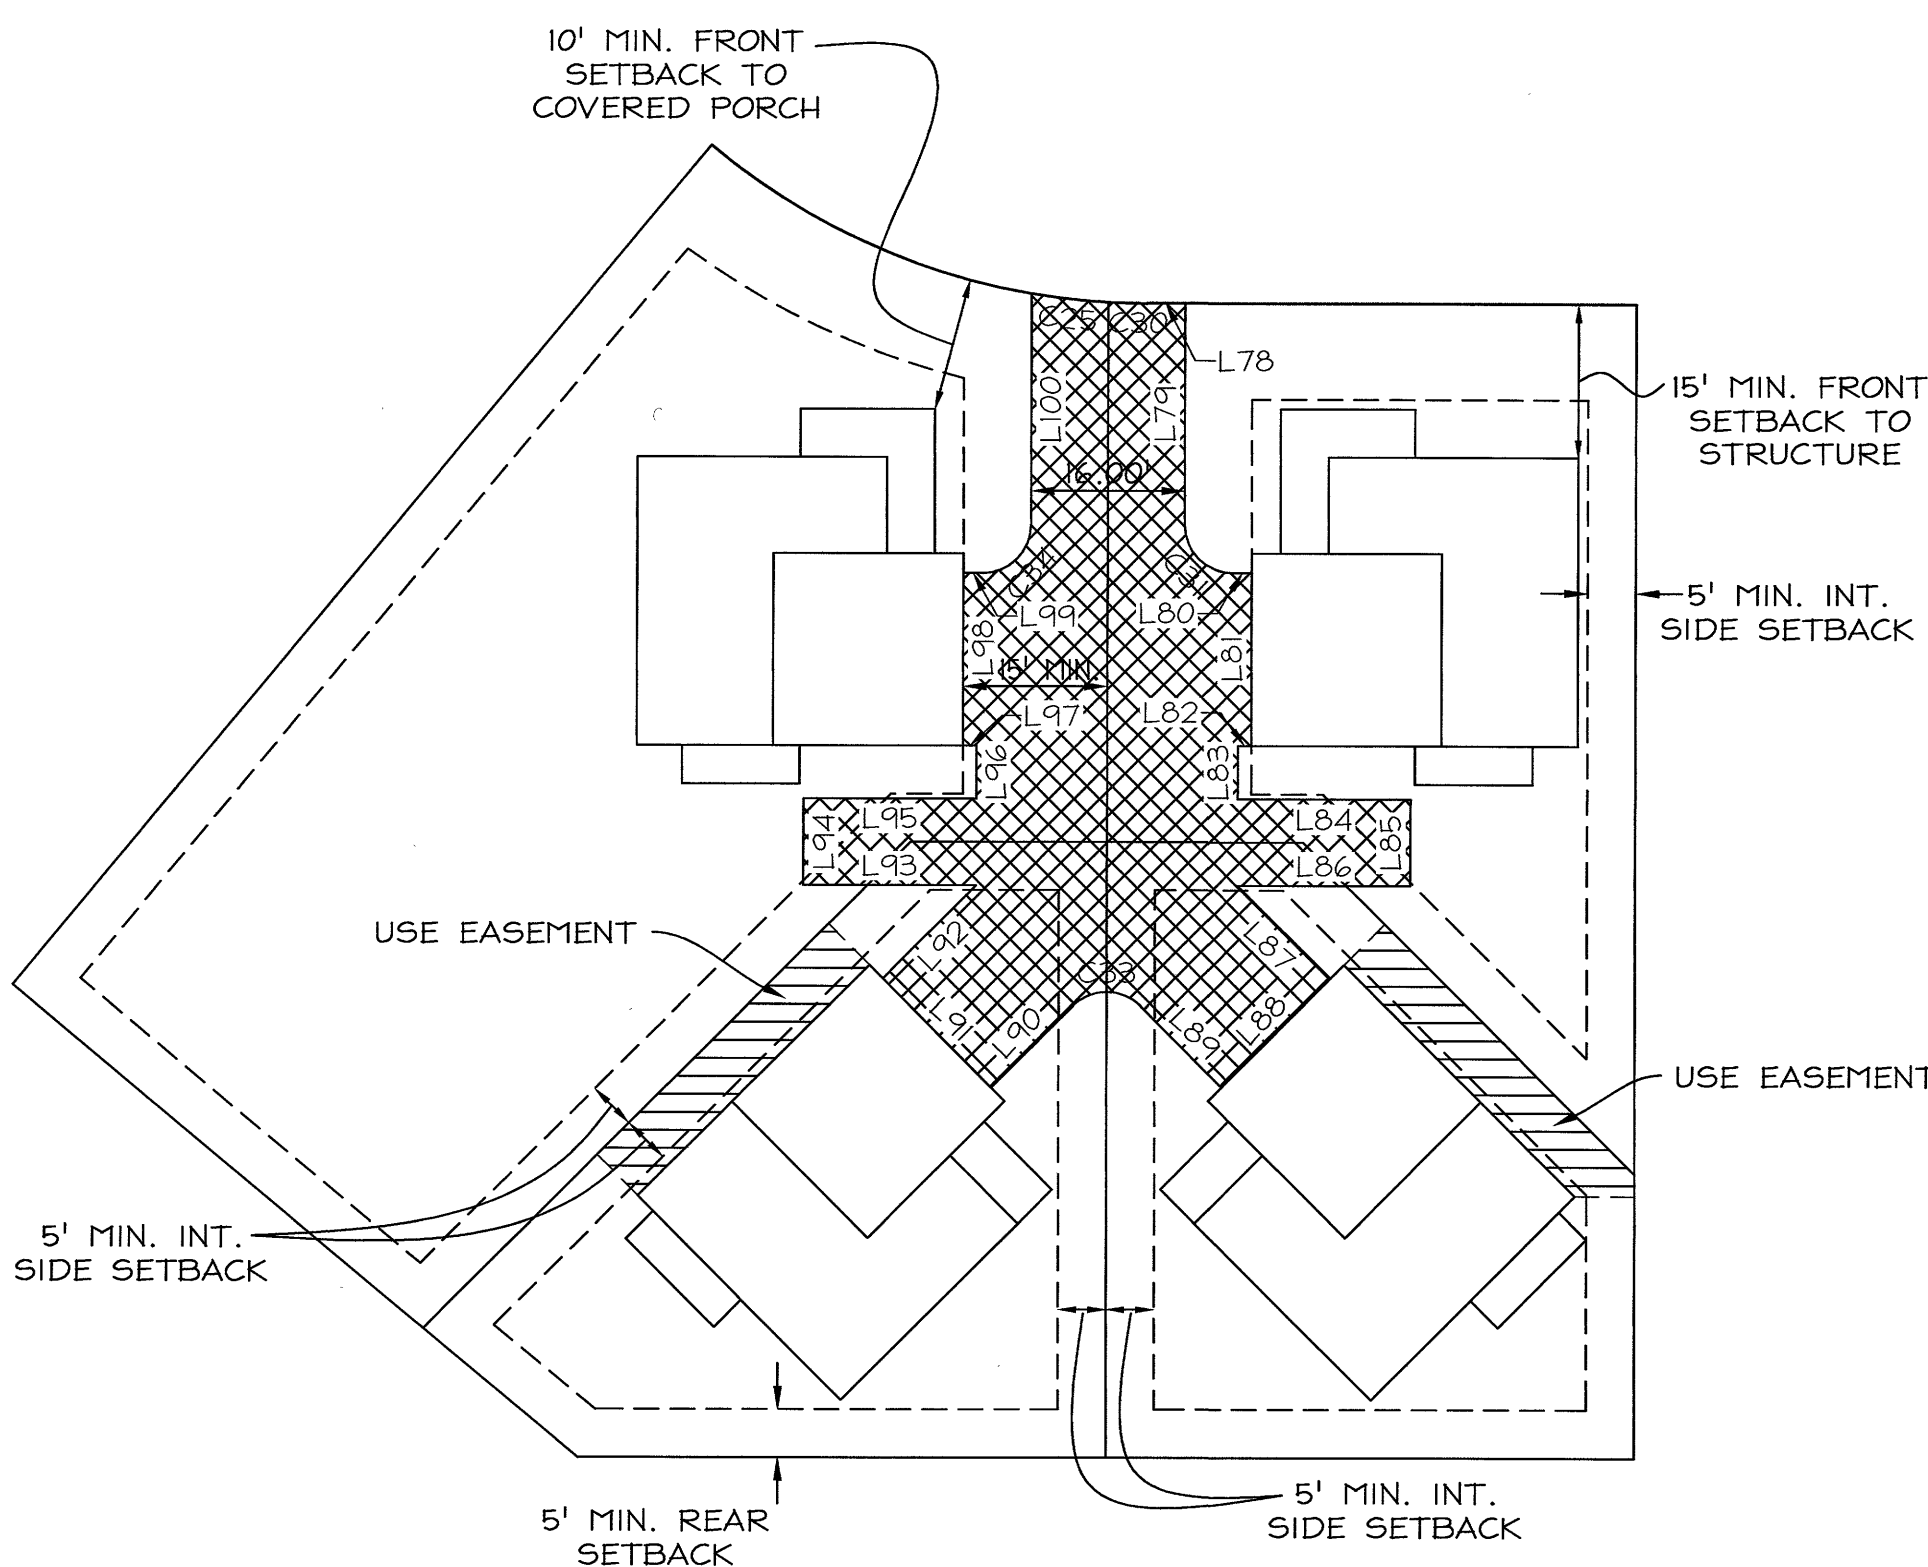 10' MIN. FRONT
SETBACK TO
COVERED PORCH
C25
C30
L78
L100
L79
15' MIN. FRONT
SETBACK TO
STRUCTURE
16.00'
C34
C31
L99
L80
5' MIN. INT.
SIDE SETBACK
L98
L81
15' MIN.
L97
L82
L96
L83
L95
L84
L94
L85
L93
L86
USE EASEMENT
L92
L87
C33
L91
L90
L89
L88
USE EASEMENT
5' MIN. INT.
SIDE SETBACK
5' MIN. INT.
SIDE SETBACK
5' MIN. REAR
SETBACK